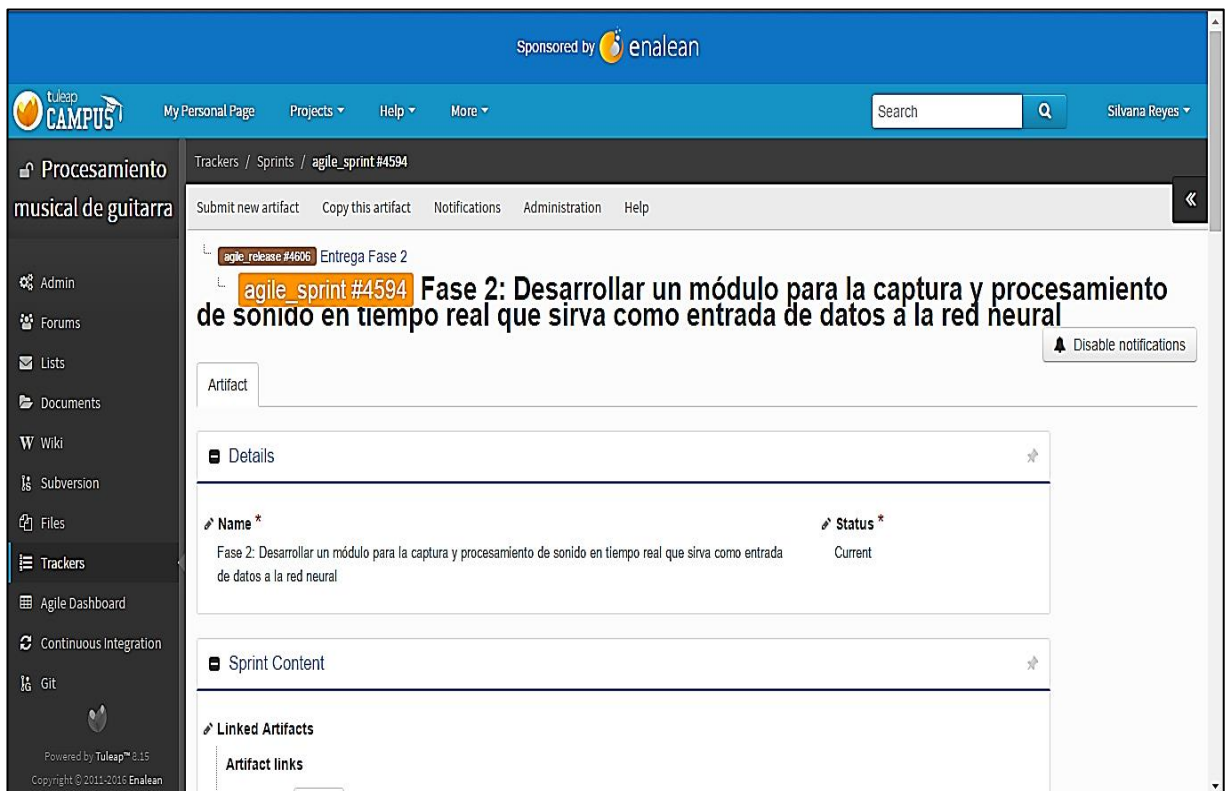 Sponsored by enalean
tuleap
CAMPUS
My Personal Page Projects Help More Search Silvana Reyes
Procesamiento
musical de guitarra
Trackers / Sprints / agile_sprint #4594
Submit new artifact Copy this artifact Notifications Administration Help
agile_release #4606 Entrega Fase 2
agile_sprint #4594 Fase 2: Desarrollar un módulo para la captura y procesamiento
de sonido en tiempo real que sirva como entrada de datos a la red neural
Disable notifications
Admin
Forums
Lists
Documents
W Wiki
Subversion
Files
Trackers
Agile Dashboard
Continuous Integration
Git
Powered by Tuleap™ 8.15
Copyright © 2011-2016 Enalean
Artifact
Details
Name *
Fase 2: Desarrollar un módulo para la captura y procesamiento de sonido en tiempo real que sirva como entrada
de datos a la red neural
Status *
Current
Sprint Content
Linked Artifacts
Artifact links